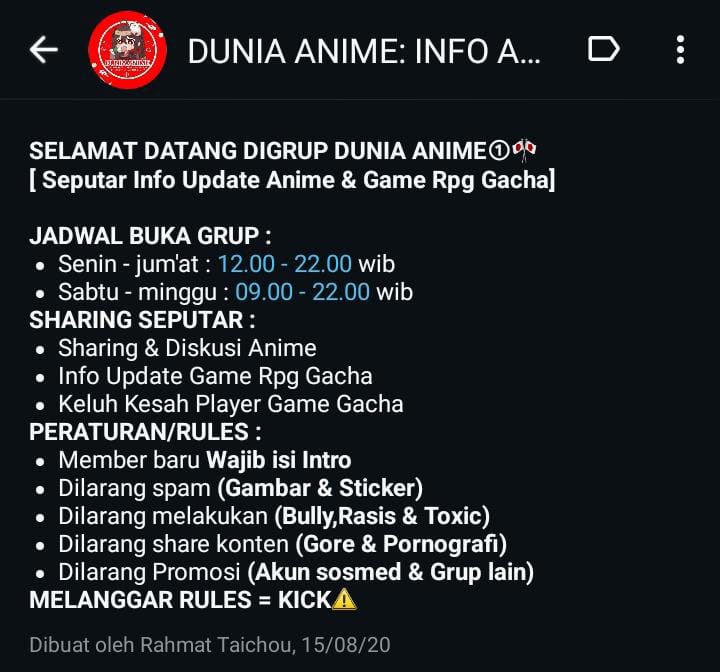 DUNIA ANIME: INFO A...
DUNIA ANIME
SELAMAT DATANG DIGRUP DUNIA ANIME①🎌
[ Seputar Info Update Anime & Game Rpg Gacha]
JADWAL BUKA GRUP :
• Senin - jum'at : 12.00 - 22.00 wib
• Sabtu - minggu : 09.00 - 22.00 wib
SHARING SEPUTAR :
• Sharing & Diskusi Anime
• Info Update Game Rpg Gacha
• Keluh Kesah Player Game Gacha
PERATURAN/RULES :
• Member baru Wajib isi Intro
• Dilarang spam (Gambar & Sticker)
• Dilarang melakukan (Bully,Rasis & Toxic)
• Dilarang share konten (Gore & Pornografi)
• Dilarang Promosi (Akun sosmed & Grup lain)
MELANGGAR RULES = KICK⚠️
Dibuat oleh Rahmat Taichou, 15/08/20